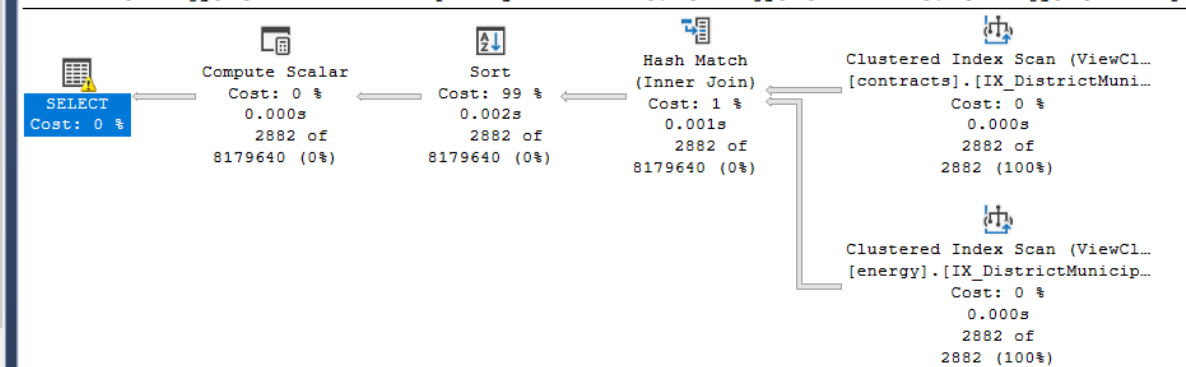 SELECT
Cost: 0 %
Compute Scalar
Cost: 0 %
0.000s
2882 of
8179640 (0%)
Sort
Cost: 99 %
0.002s
2882 of
8179640 (0%)
Hash Match
(Inner Join)
Cost: 1 %
0.001s
2882 of
8179640 (0%)
Clustered Index Scan (ViewCl…
[contracts].[IX_DistrictMuni…
Cost: 0 %
0.000s
2882 of
2882 (100%)
Clustered Index Scan (ViewCl…
[energy].[IX_DistrictMunicip…
Cost: 0 %
0.000s
2882 of
2882 (100%)